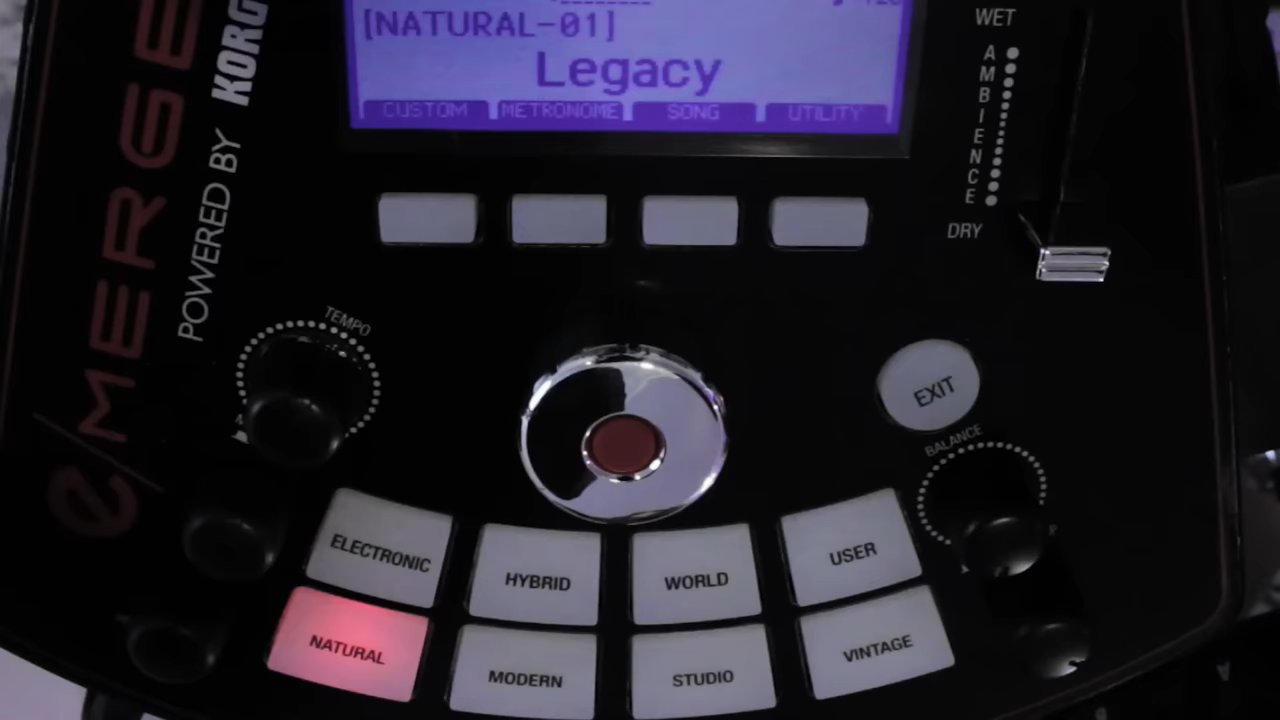 [NATURAL-01]
Legacy
CUSTOM METRONOME SONG UTILITY
WET
AMBIENCE
DRY
e/MERGE
POWERED BY KORG
TEMPO
EXIT
BALANCE
ELECTRONIC
HYBRID
WORLD
USER
NATURAL
MODERN
STUDIO
VINTAGE